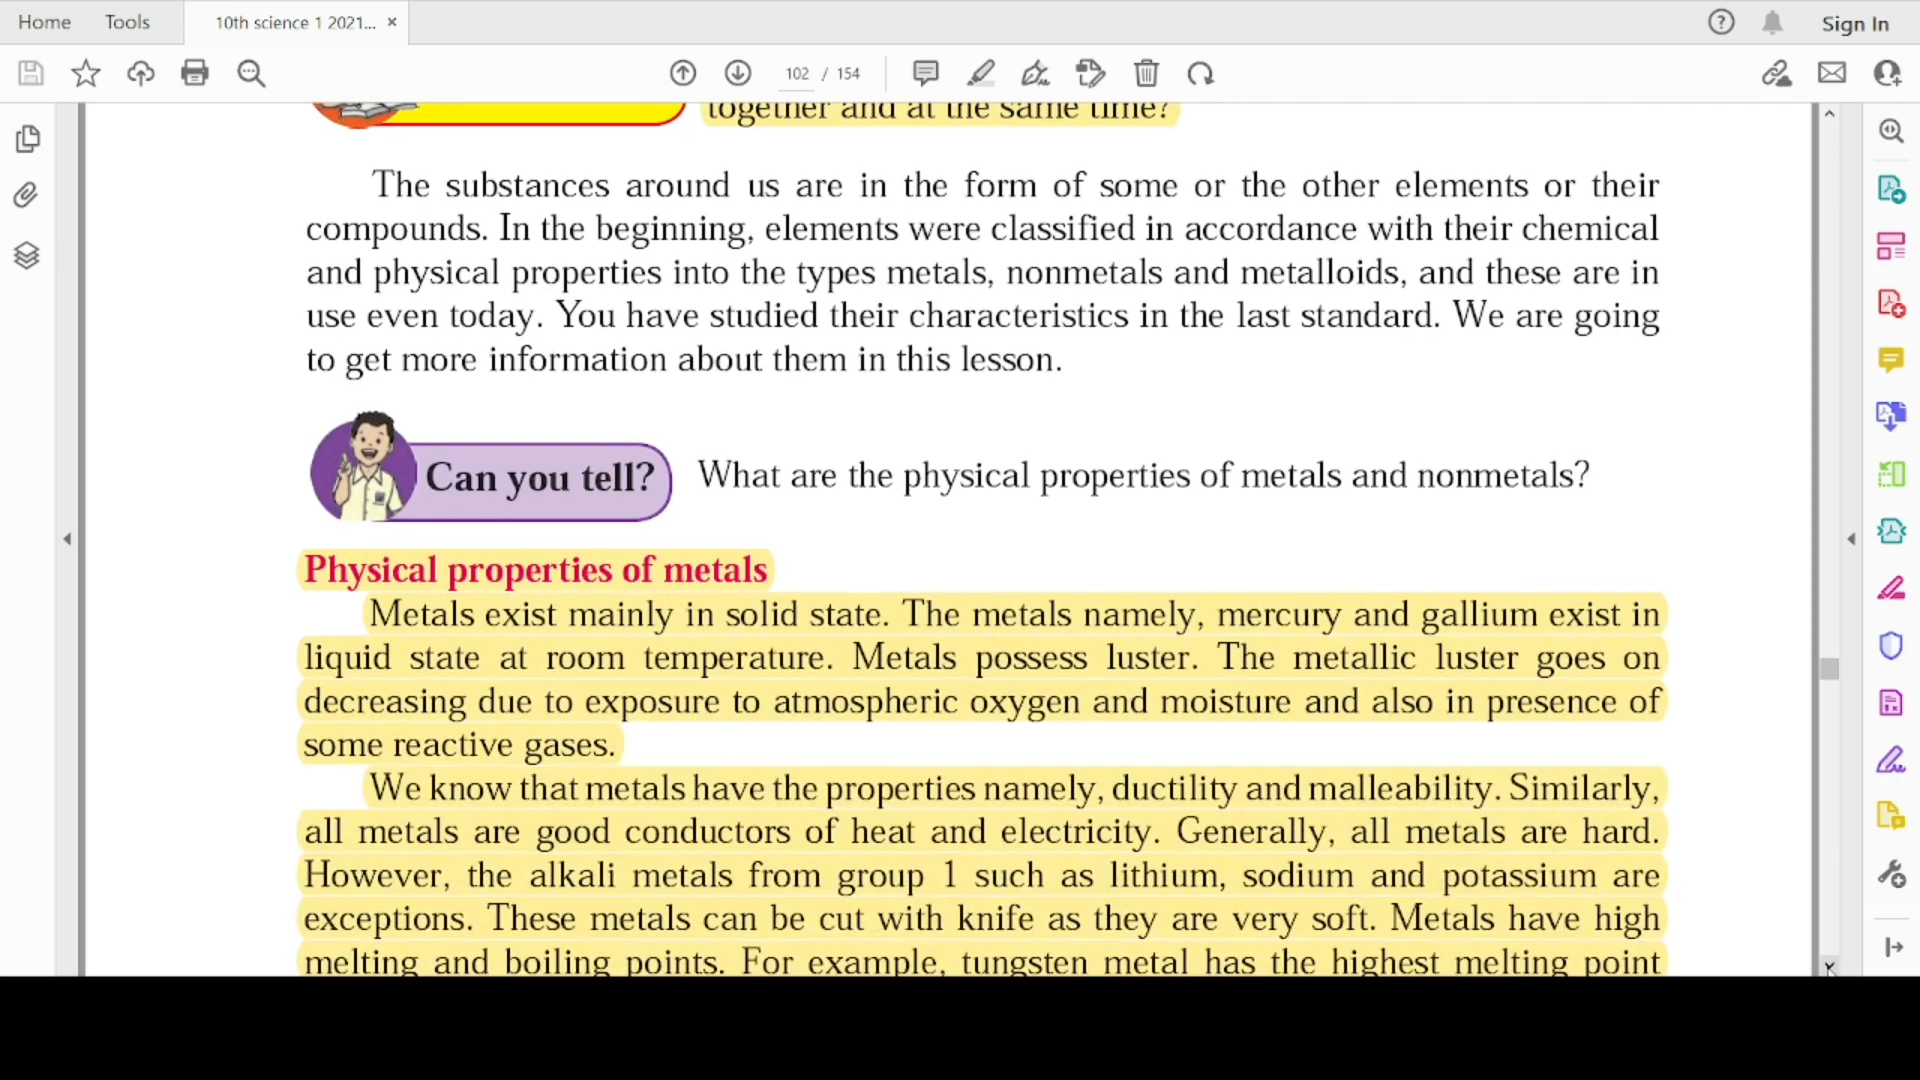 Home Tools 10th science 1 2021... × Sign In
102 / 154
together and at the same time?
The substances around us are in the form of some or the other elements or their
compounds. In the beginning, elements were classified in accordance with their chemical
and physical properties into the types metals, nonmetals and metalloids, and these are in
use even today. You have studied their characteristics in the last standard. We are going
to get more information about them in this lesson.
Can you tell? What are the physical properties of metals and nonmetals?
Physical properties of metals
Metals exist mainly in solid state. The metals namely, mercury and gallium exist in
liquid state at room temperature. Metals possess luster. The metallic luster goes on
decreasing due to exposure to atmospheric oxygen and moisture and also in presence of
some reactive gases.
We know that metals have the properties namely, ductility and malleability. Similarly,
all metals are good conductors of heat and electricity. Generally, all metals are hard.
However, the alkali metals from group 1 such as lithium, sodium and potassium are
exceptions. These metals can be cut with knife as they are very soft. Metals have high
melting and boiling points. For example, tungsten metal has the highest melting point